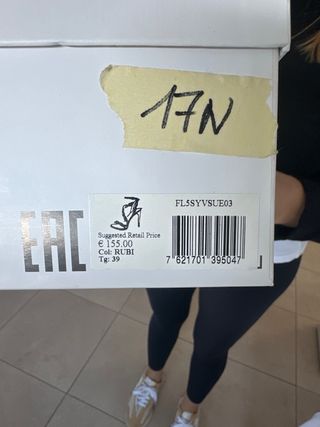 17N
FL5SYVSUE03
Suggested Retail Price
€ 155.00
Col: RUBI
Tg: 39
7 621701 395047
EAC